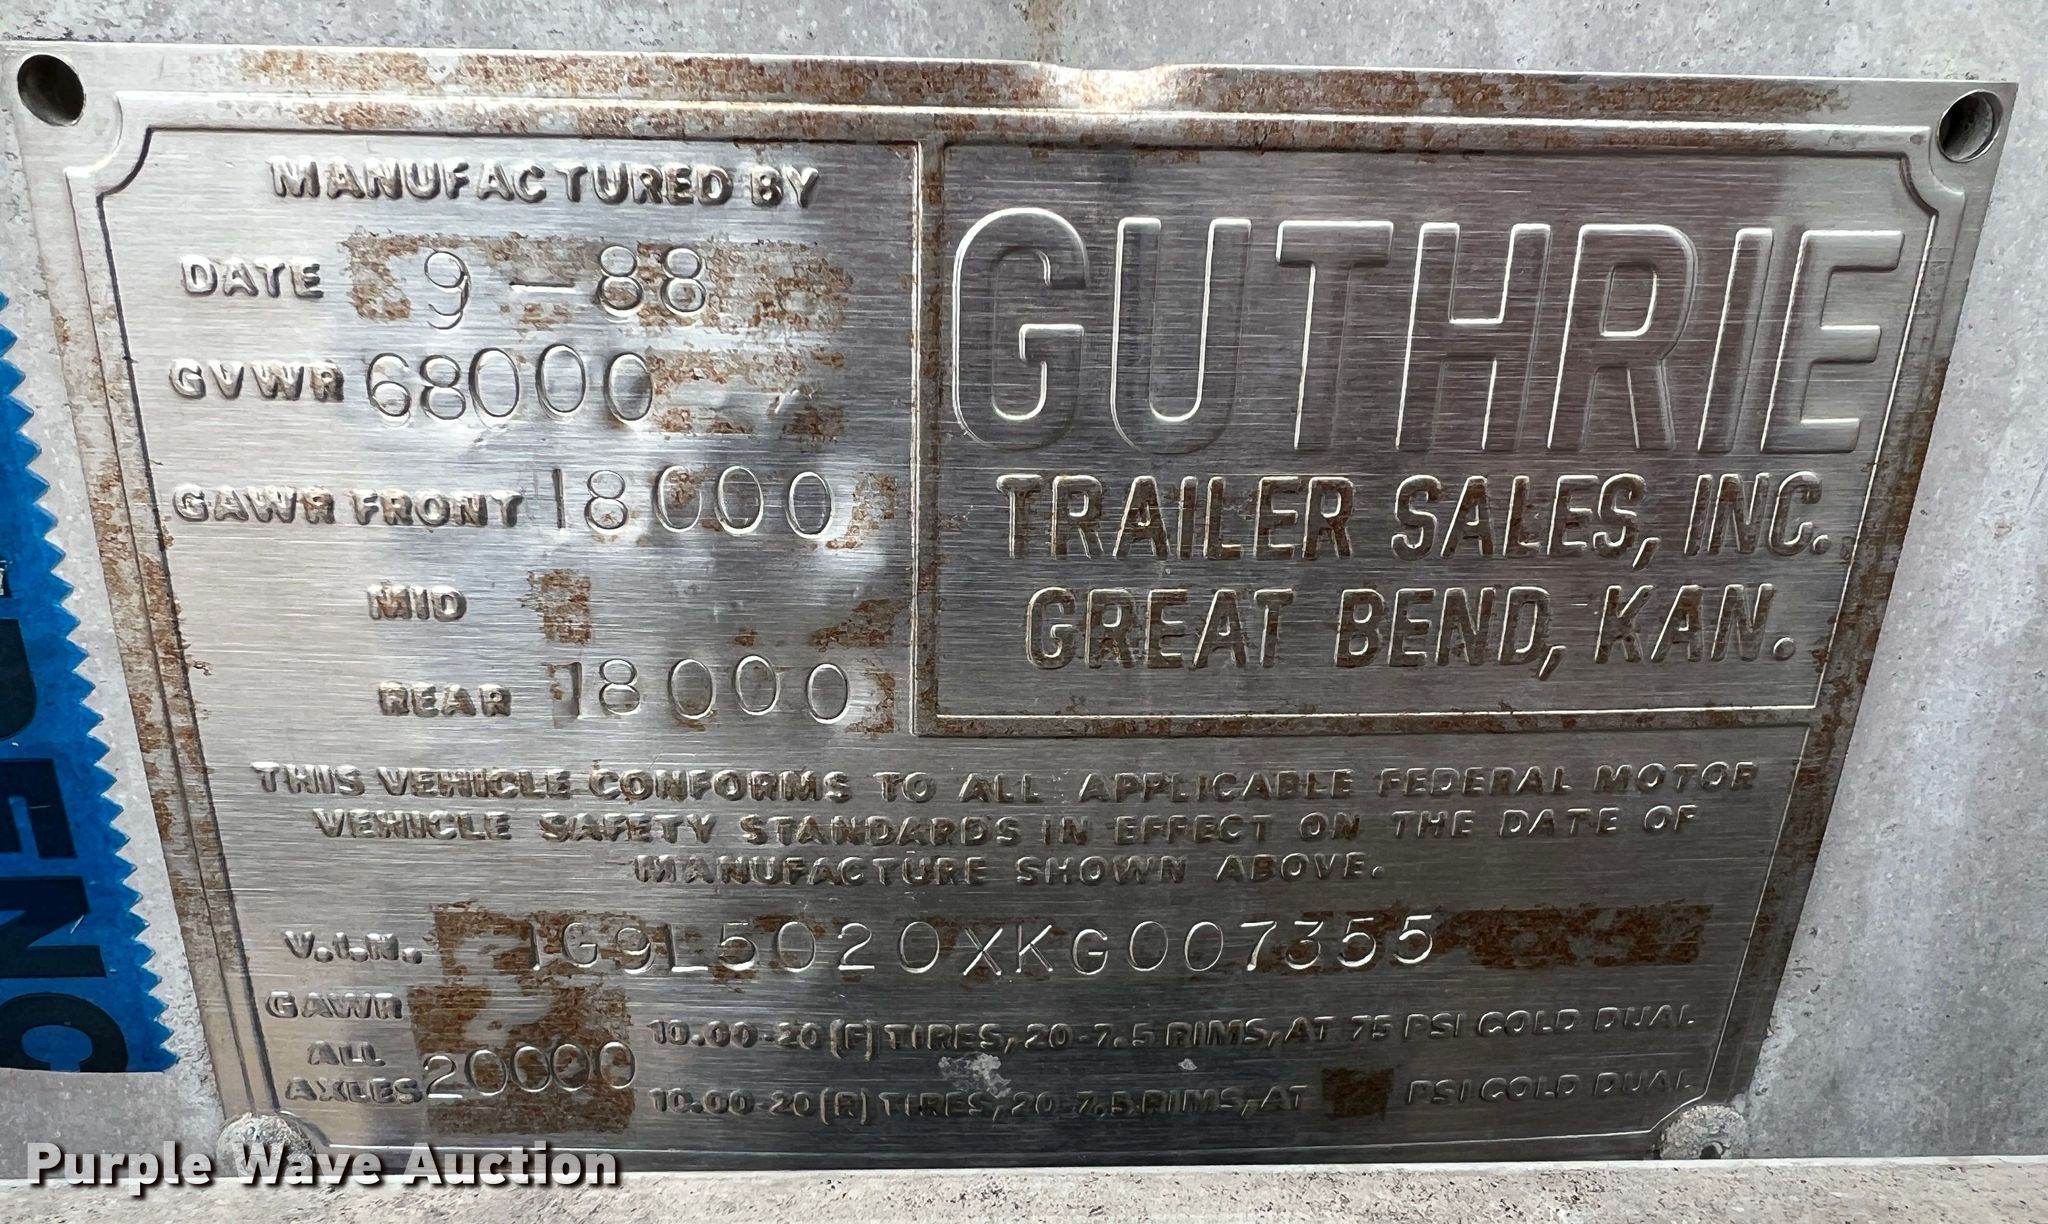 MANUFACTURED BY
DATE 9-88
GVWR 68000
GAWR FRONT 18000
MID
REAR 18000
GUTHRIE
TRAILER SALES, INC.
GREAT BEND, KAN.
THIS VEHICLE CONFORMS TO ALL APPLICABLE FEDERAL MOTOR
VEHICLE SAFETY STANDARDS IN EFFECT ON THE DATE OF
MANUFACTURE SHOWN ABOVE.
V.I.N. 1G9L5020XKG007355
GAWR
ALL
AXLES 20000
10.00-20 (F) TIRES, 20-7.5 RIMS, AT 75 PSI COLD DUAL
10.00-20 (R) TIRES, 20-7.5 RIMS, AT PSI COLD DUAL
Purple Wave Auction